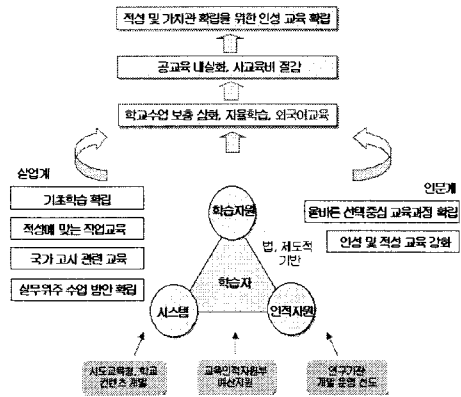 적성 및 가치관 확립을 위한 인성 교육 확립
공교육 내실화, 사교육비 절감
학교수업 보충 심화, 자율학습, 외국어교육
실업계
기초학습 확립
적성에 맞는 직업교육
국가 고시 관련 교육
실무위주 수업 방안 확립
인문계
올바른 선택중심 교육과정 확립
인성 및 적성 교육 강화
학습자원
법, 제도적
기반
학습자
시스템
인적자원
시도교육청, 학교
컨텐츠 개발
교육인적자원부
예산지원
연구기관
개발 운영 선도